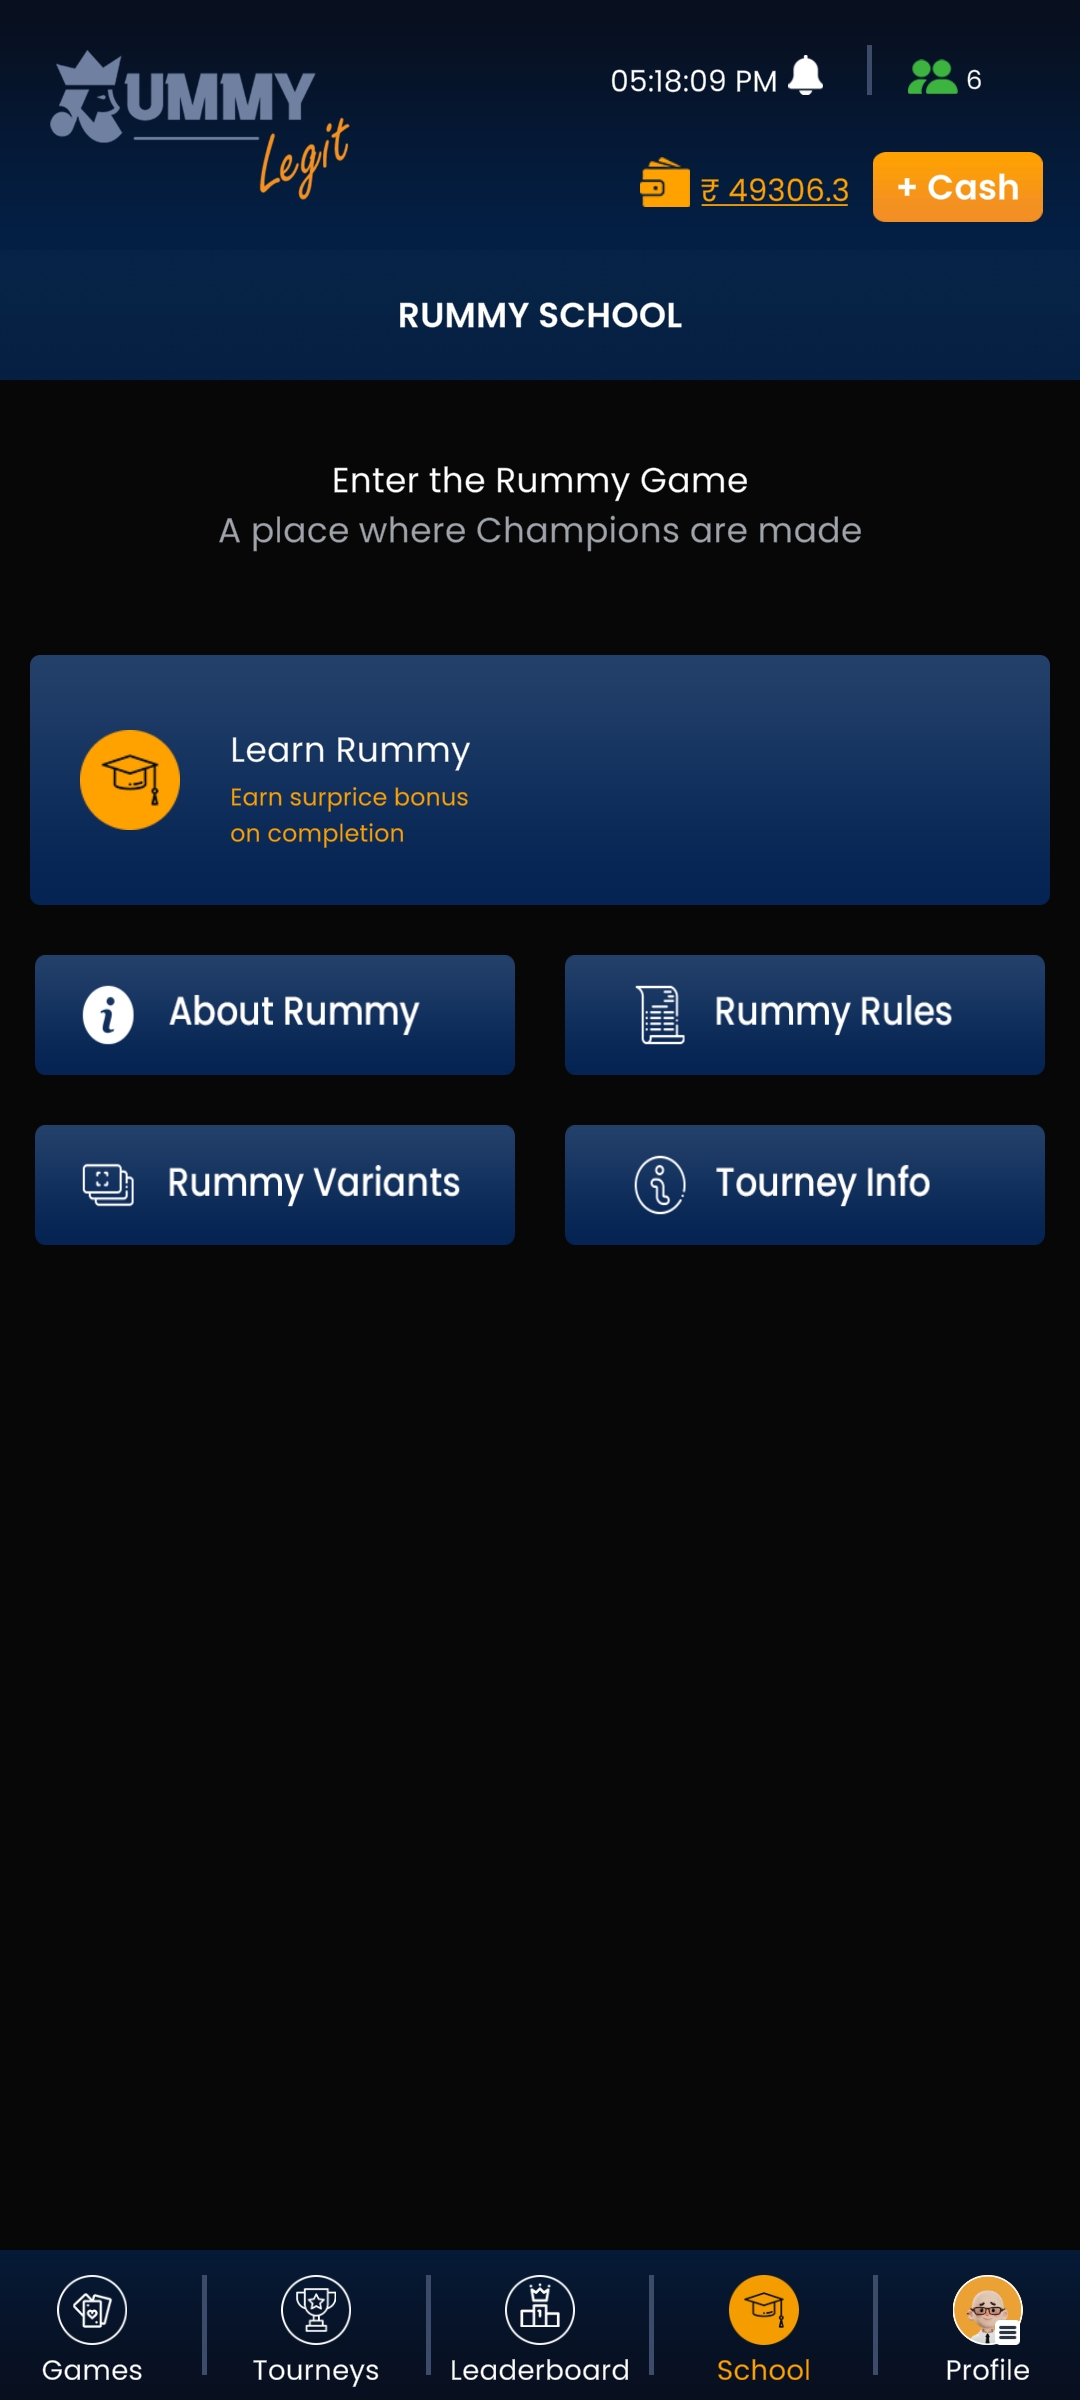 RUMMY
Legit
05:18:09 PM
6
₹ 49306.3
+ Cash
RUMMY SCHOOL
Enter the Rummy Game
A place where Champions are made
Learn Rummy
Earn surprice bonus
on completion
About Rummy
Rummy Rules
Rummy Variants
Tourney Info
Games
Tourneys
Leaderboard
School
Profile